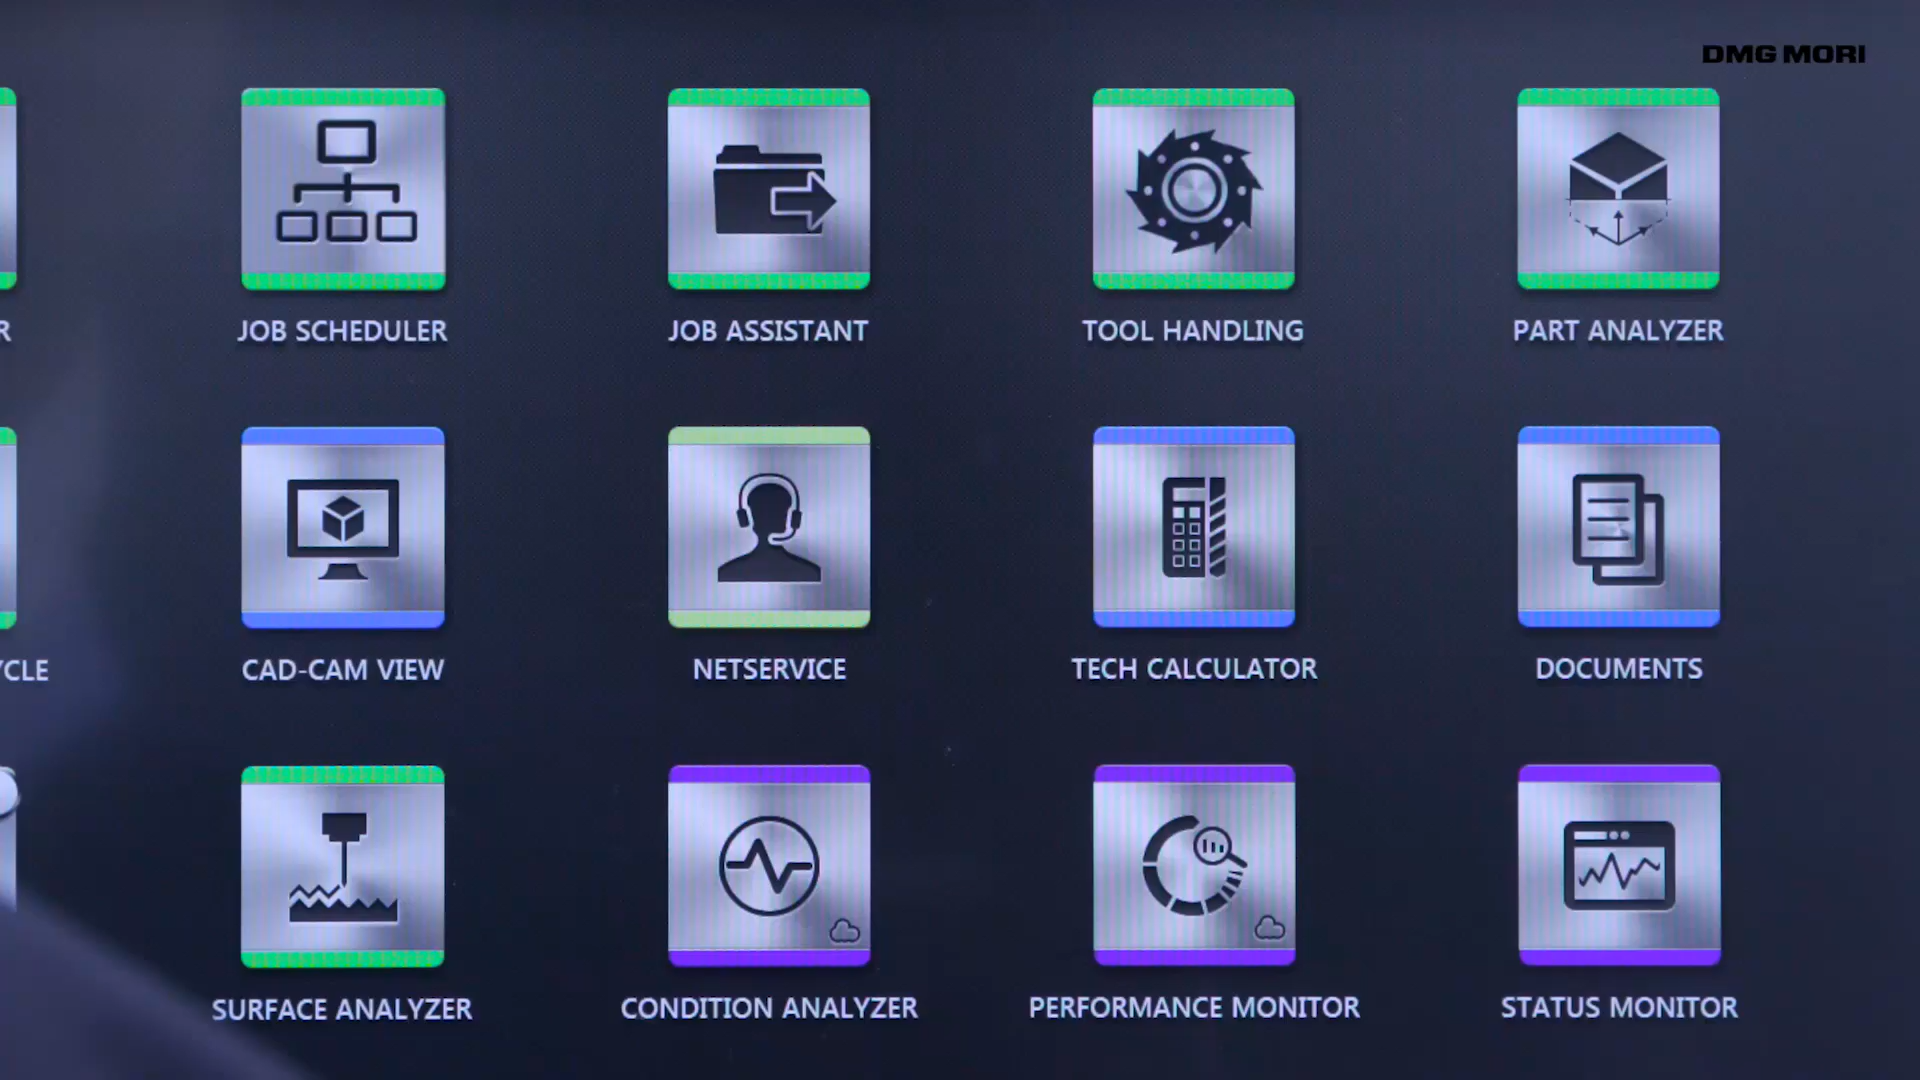 DMG MORI
R
JOB SCHEDULER
JOB ASSISTANT
TOOL HANDLING
PART ANALYZER
YCLE
CAD-CAM VIEW
NETSERVICE
TECH CALCULATOR
DOCUMENTS
SURFACE ANALYZER
CONDITION ANALYZER
PERFORMANCE MONITOR
STATUS MONITOR